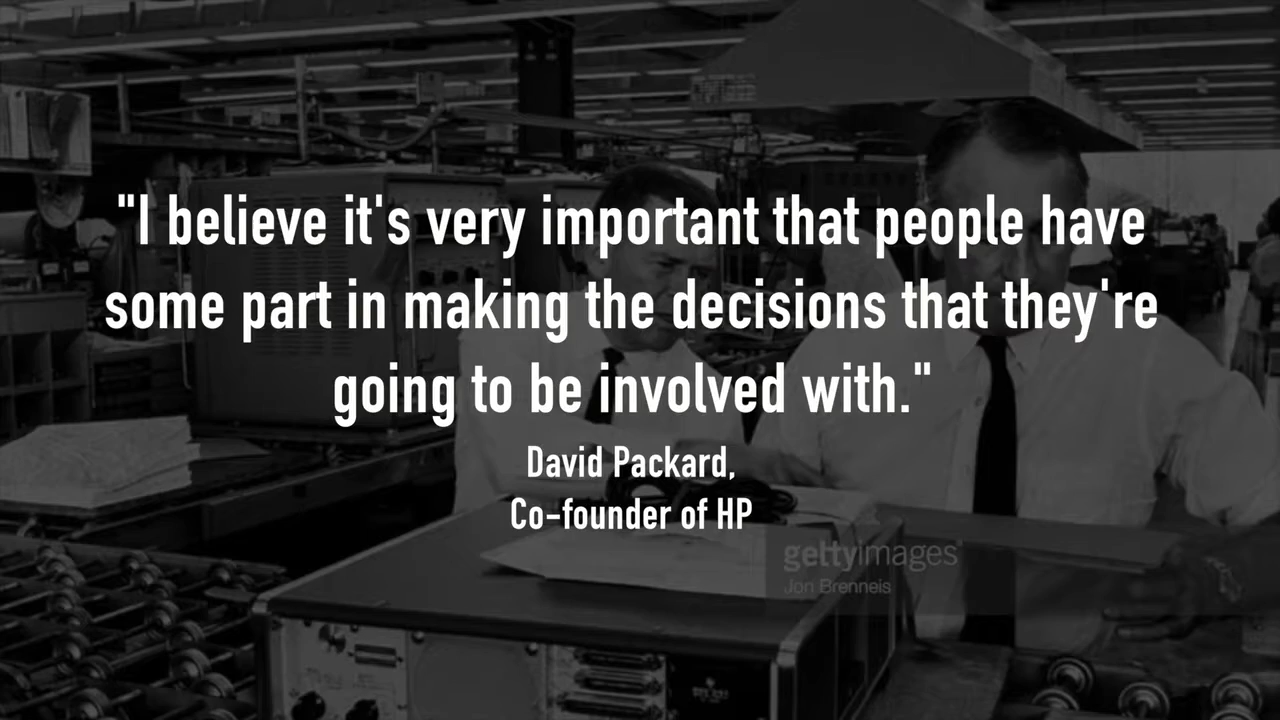 "I believe it's very important that people have
some part in making the decisions that they're
going to be involved with."
David Packard,
Co-founder of HP
gettyimages
Jon Brenneis